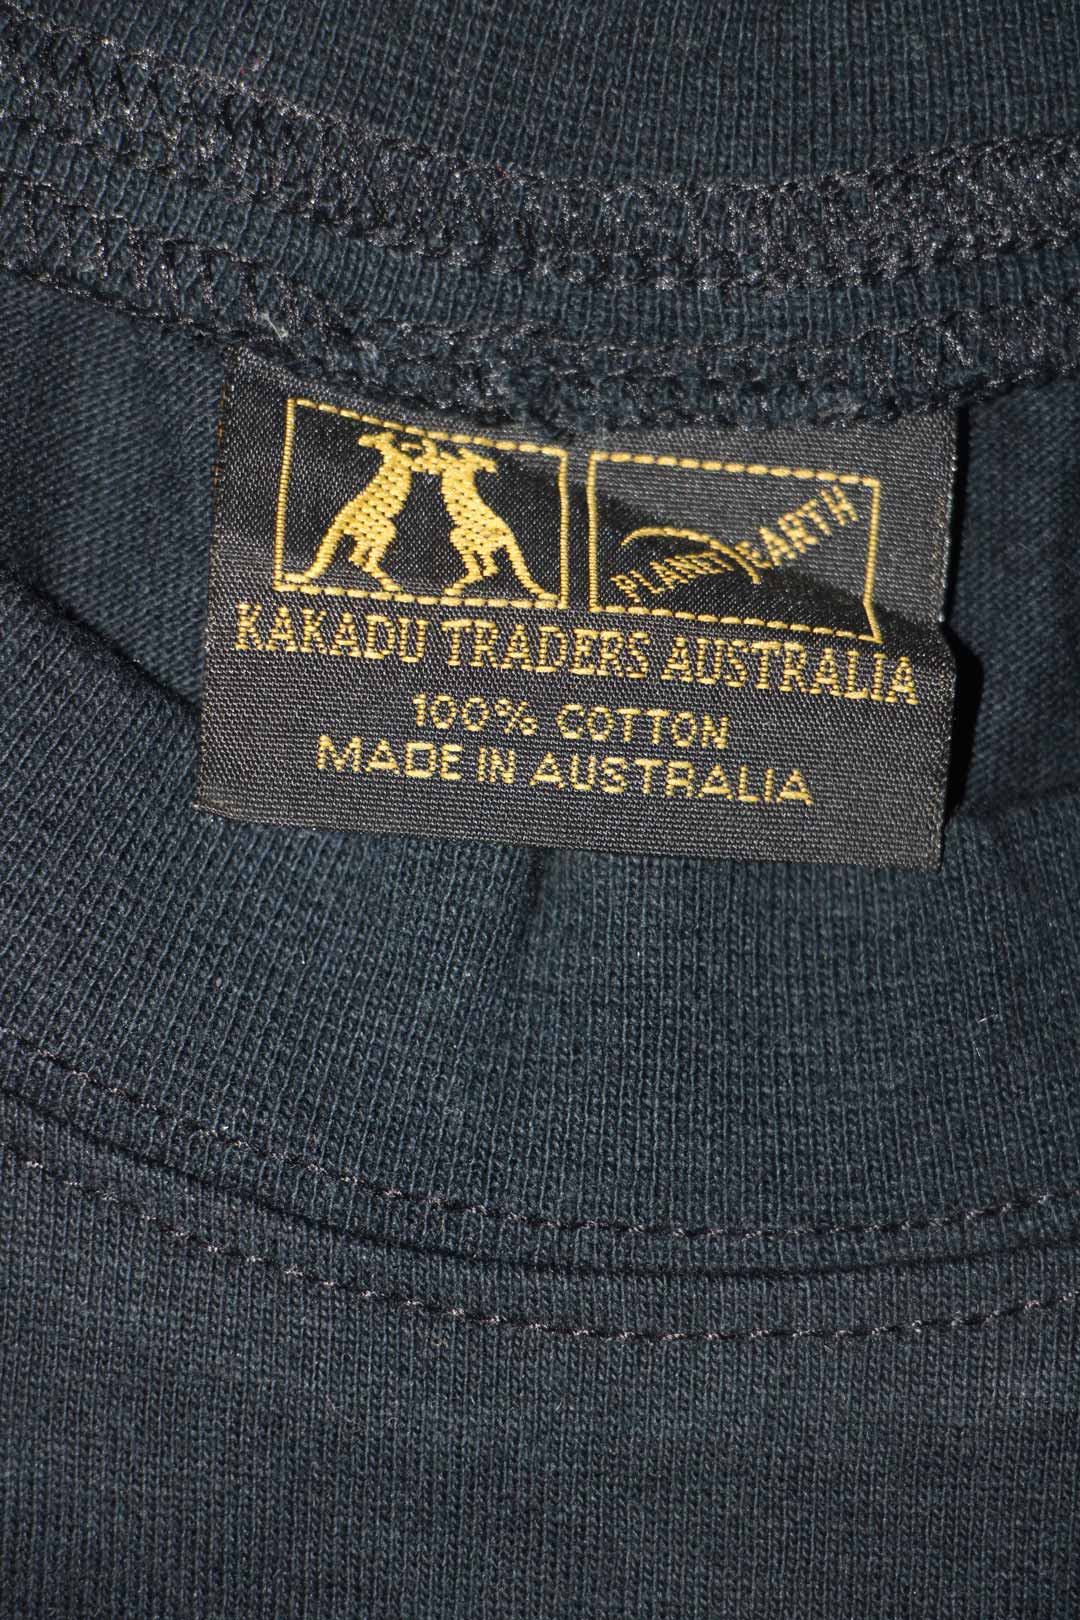 PLANET EARTH
KAKADU TRADERS AUSTRALIA
100% COTTON
MADE IN AUSTRALIA